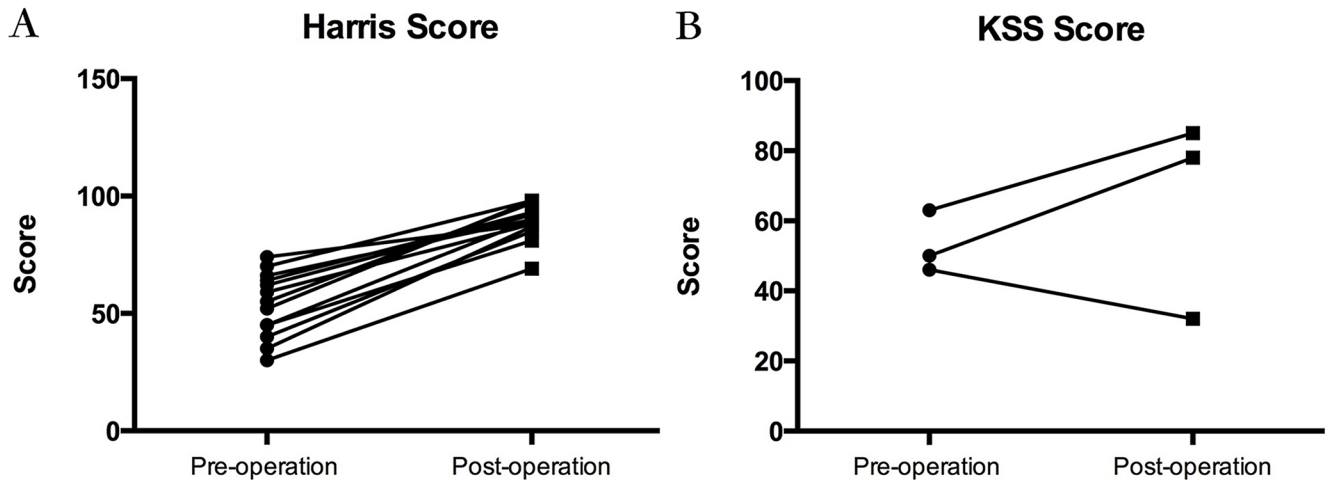 A
Harris Score
150
100
50
0
Score
Pre-operation
Post-operation
B
KSS Score
100
80
60
40
20
0
Score
Pre-operation
Post-operation